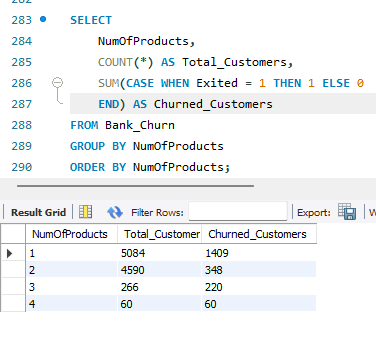 283 SELECT
284 NumOfProducts,
285 COUNT(*) AS Total_Customers,
286 SUM(CASE WHEN Exited = 1 THEN 1 ELSE 0
287 END) AS Churned_Customers
288 FROM Bank_Churn
289 GROUP BY NumOfProducts
290 ORDER BY NumOfProducts;
Result Grid Filter Rows: Export:
NumOfProducts Total_Customer Churned_Customers
1 5084 1409
2 4590 348
3 266 220
4 60 60